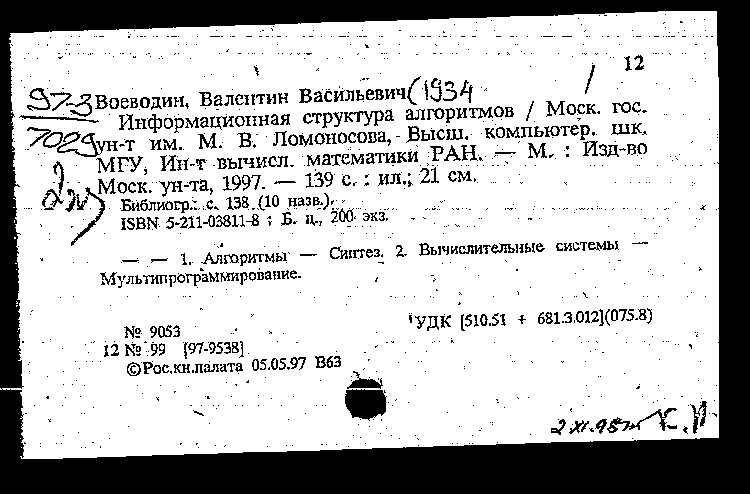 12
97-3 Воеводин, Валентин Васильевич (1934
7029 Информационная структура алгоритмов / Моск. гос.
ун-т им. М. В. Ломоносова, Высш. компьютер. шк.
МГУ, Ин-т вычисл. математики РАН. — М. : Изд-во
Моск. ун-та, 1997. — 139 с. : ил.; 21 см.
Библиогр.: с. 138 (10 назв.).
ISBN 5-211-03811-8 : Б. ц., 200 экз.
— — 1. Алгоритмы — Синтез. 2. Вычислительные системы —
Мультипрограммирование.
УДК [510.51 + 681.3.012](075.8)
№ 9053
12 № 99 [97-9538]
©Рос.кн.палата 05.05.97 В63
2 XI.98